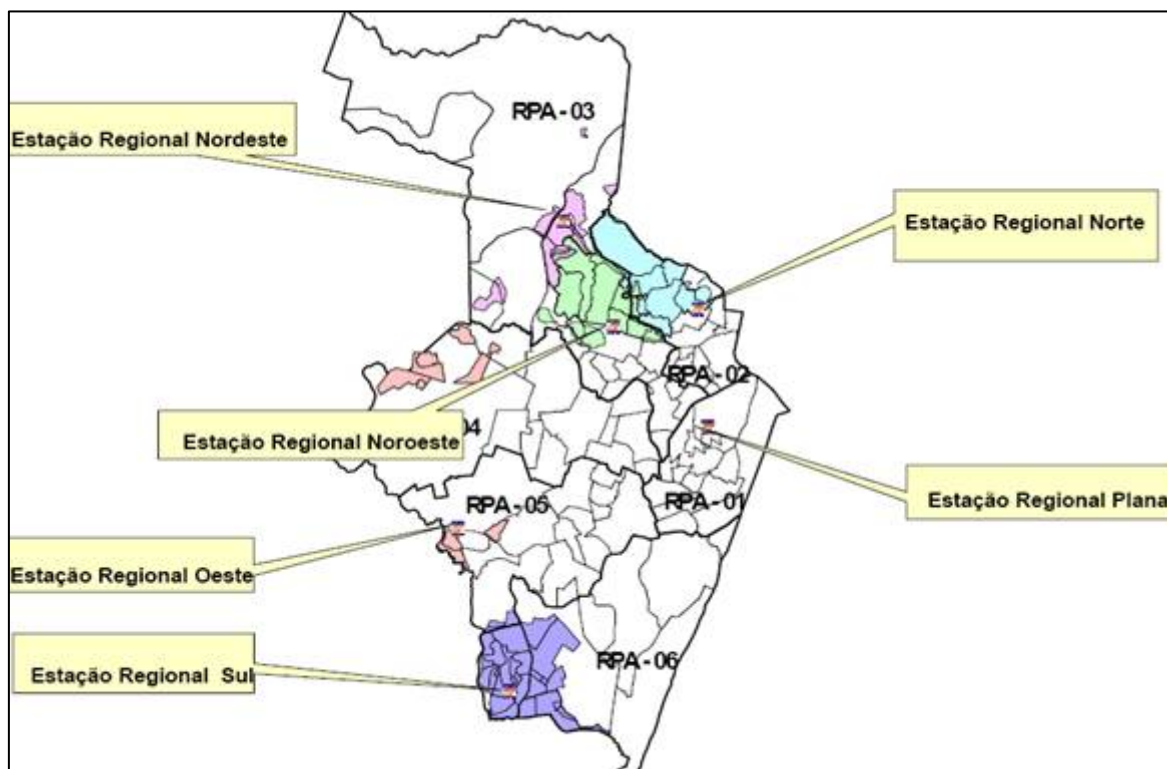 RPA - 03
Estação Regional Nordeste
Estação Regional Norte
RPA - 02
Estação Regional Noroeste
04
Estação Regional Plana
RPA - 01
RPA - 05
Estação Regional Oeste
RPA - 06
Estação Regional Sul